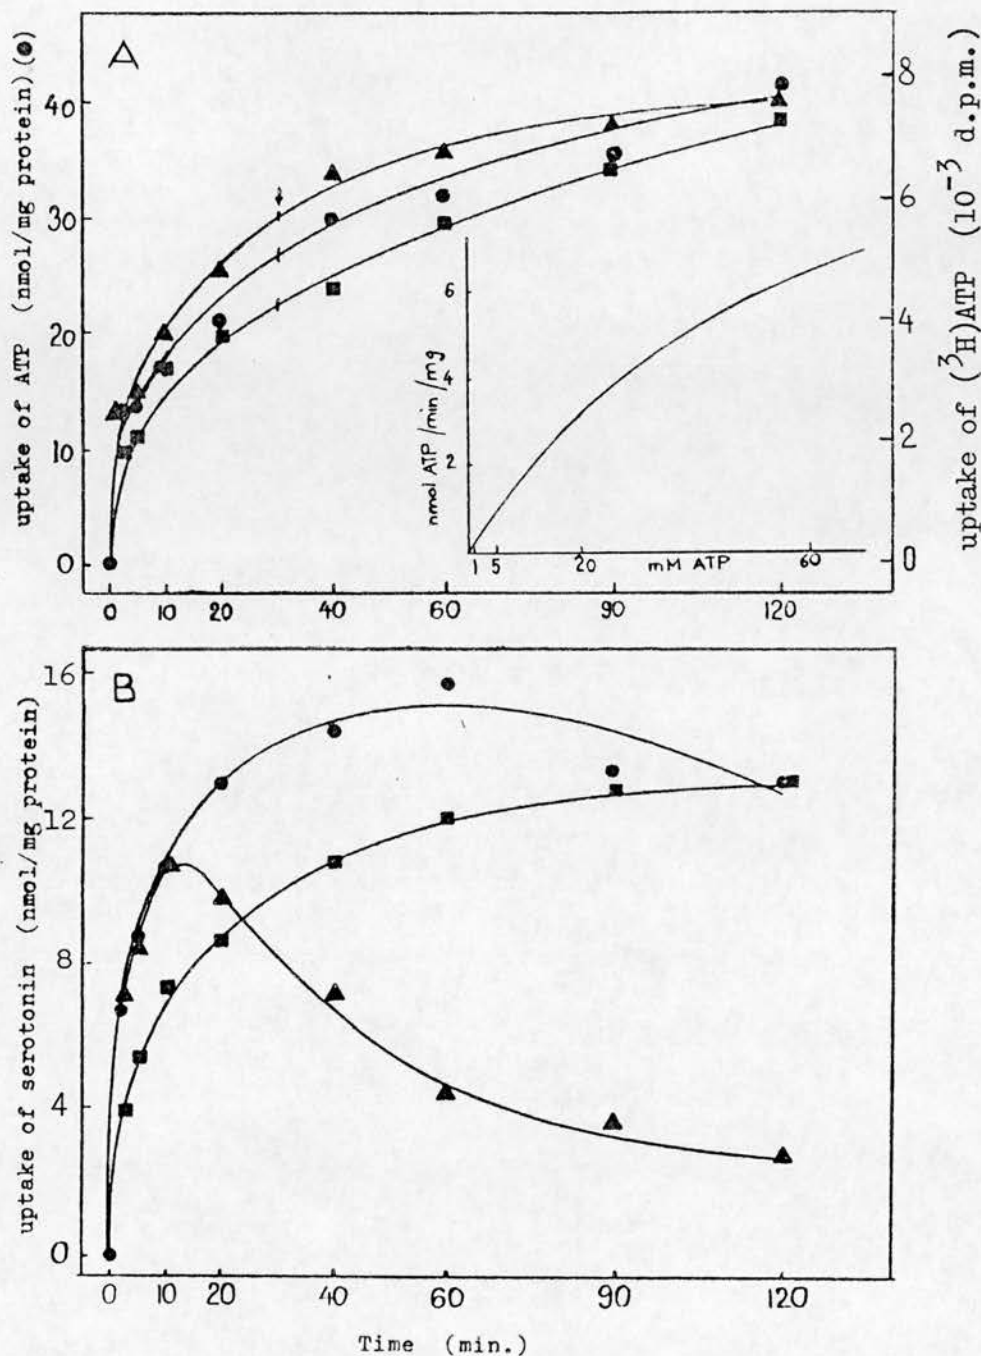 A
uptake of ATP (nmol/mg protein) (●)
40
30
20
10
0
0 10 20 40 60 90 120
8
6
4
2
0
uptake of (³H)ATP (10⁻³ d.p.m.)
nmol ATP/min/mg
6
4
2
1 5 20 mM ATP 60
B
uptake of serotonin (nmol/mg protein)
16
12
8
4
0
0 10 20 40 60 90 120
Time (min.)